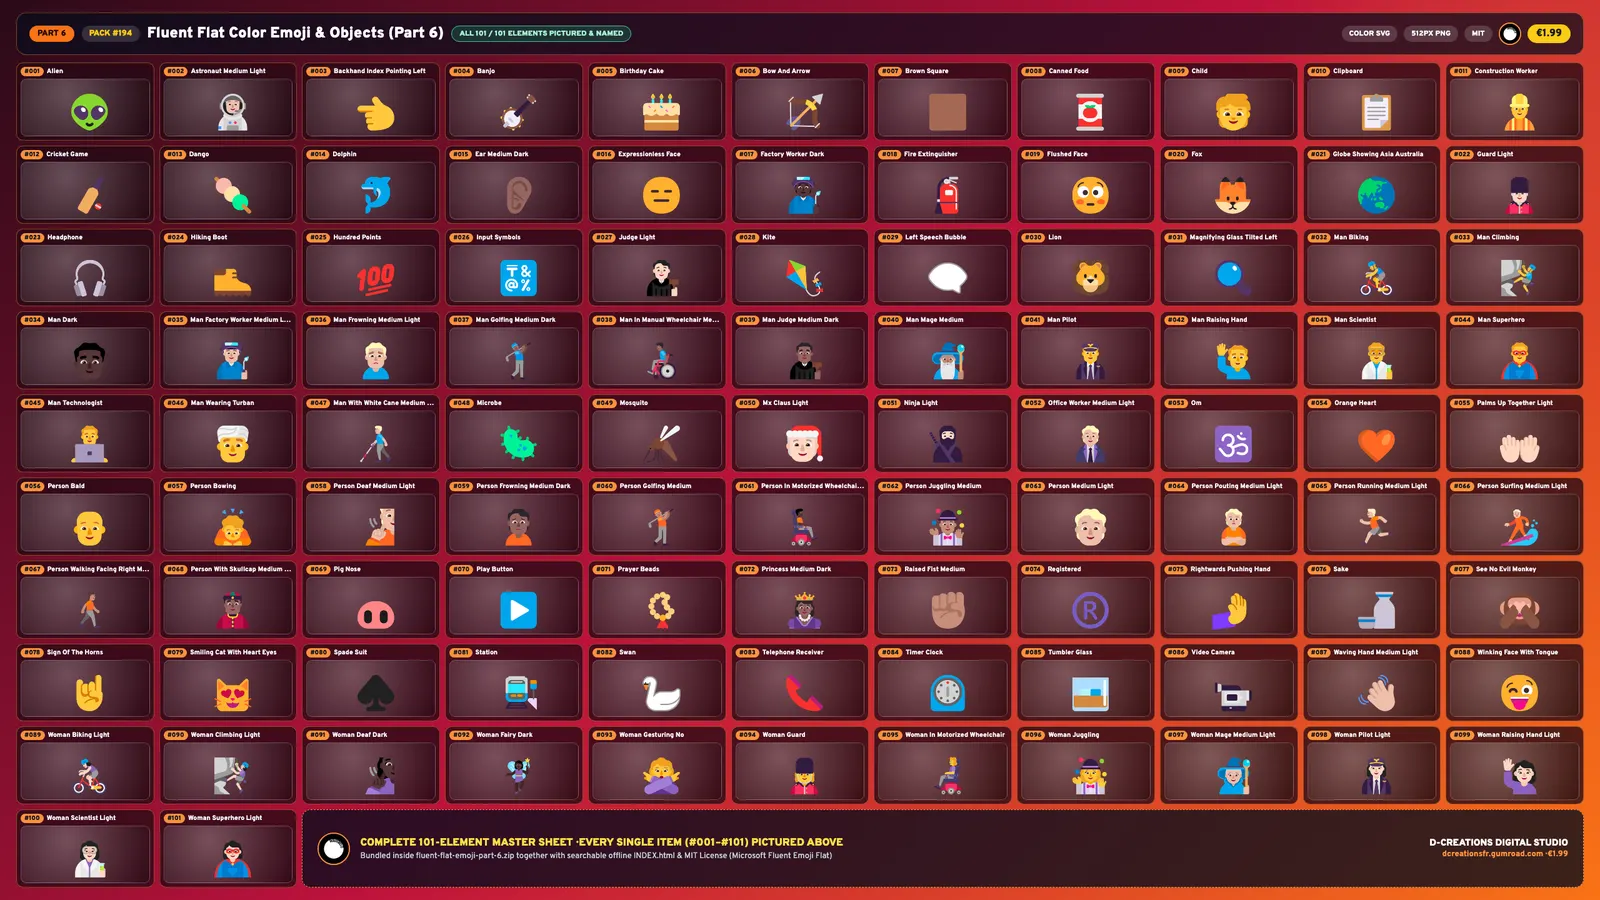 PART 6 PACK #194 Fluent Flat Color Emoji & Objects (Part 6) ALL 101 / 101 ELEMENTS PICTURED & NAMED COLOR SVG 512PX PNG MIT €1.99
#001 Alien #002 Astronaut Medium Light #003 Backhand Index Pointing Left #004 Banjo #005 Birthday Cake #006 Bow And Arrow #007 Brown Square #008 Canned Food #009 Child #010 Clipboard #011 Construction Worker
#012 Cricket Game #013 Dango #014 Dolphin #015 Ear Medium Dark #016 Expressionless Face #017 Factory Worker Dark #018 Fire Extinguisher #019 Flushed Face #020 Fox #021 Globe Showing Asia Australia #022 Guard Light
#023 Headphone #024 Hiking Boot #025 Hundred Points #026 Input Symbols #027 Judge Light #028 Kite #029 Left Speech Bubble #030 Lion #031 Magnifying Glass Tilted Left #032 Man Biking #033 Man Climbing
100 〒& @%
#034 Man Dark #035 Man Factory Worker Medium L... #036 Man Frowning Medium Light #037 Man Golfing Medium Dark #038 Man In Manual Wheelchair Me... #039 Man Judge Medium Dark #040 Man Mage Medium #041 Man Pilot #042 Man Raising Hand #043 Man Scientist #044 Man Superhero
#045 Man Technologist #046 Man Wearing Turban #047 Man With White Cane Medium ... #048 Microbe #049 Mosquito #050 Mx Claus Light #051 Ninja Light #052 Office Worker Medium Light #053 Om #054 Orange Heart #055 Palms Up Together Light
ॐ
#056 Person Bald #057 Person Bowing #058 Person Deaf Medium Light #059 Person Frowning Medium Dark #060 Person Golfing Medium #061 Person In Motorized Wheelchai... #062 Person Juggling Medium #063 Person Medium Light #064 Person Pouting Medium Light #065 Person Running Medium Light #066 Person Surfing Medium Light
#067 Person Walking Facing Right M... #068 Person With Skullcap Medium ... #069 Pig Nose #070 Play Button #071 Prayer Beads #072 Princess Medium Dark #073 Raised Fist Medium #074 Registered #075 Rightwards Pushing Hand #076 Sake #077 See No Evil Monkey
®
#078 Sign Of The Horns #079 Smiling Cat With Heart Eyes #080 Spade Suit #081 Station #082 Swan #083 Telephone Receiver #084 Timer Clock #085 Tumbler Glass #086 Video Camera #087 Waving Hand Medium Light #088 Winking Face With Tongue
#089 Woman Biking Light #090 Woman Climbing Light #091 Woman Deaf Dark #092 Woman Fairy Dark #093 Woman Gesturing No #094 Woman Guard #095 Woman In Motorized Wheelchair #096 Woman Juggling #097 Woman Mage Medium Light #098 Woman Pilot Light #099 Woman Raising Hand Light
#100 Woman Scientist Light #101 Woman Superhero Light
COMPLETE 101-ELEMENT MASTER SHEET · EVERY SINGLE ITEM (#001–#101) PICTURED ABOVE
Bundled inside fluent-flat-emoji-part-6.zip together with searchable offline INDEX.html & MIT License (Microsoft Fluent Emoji Flat)
D-CREATIONS DIGITAL STUDIO
dcreationsfr.gumroad.com · €1.99